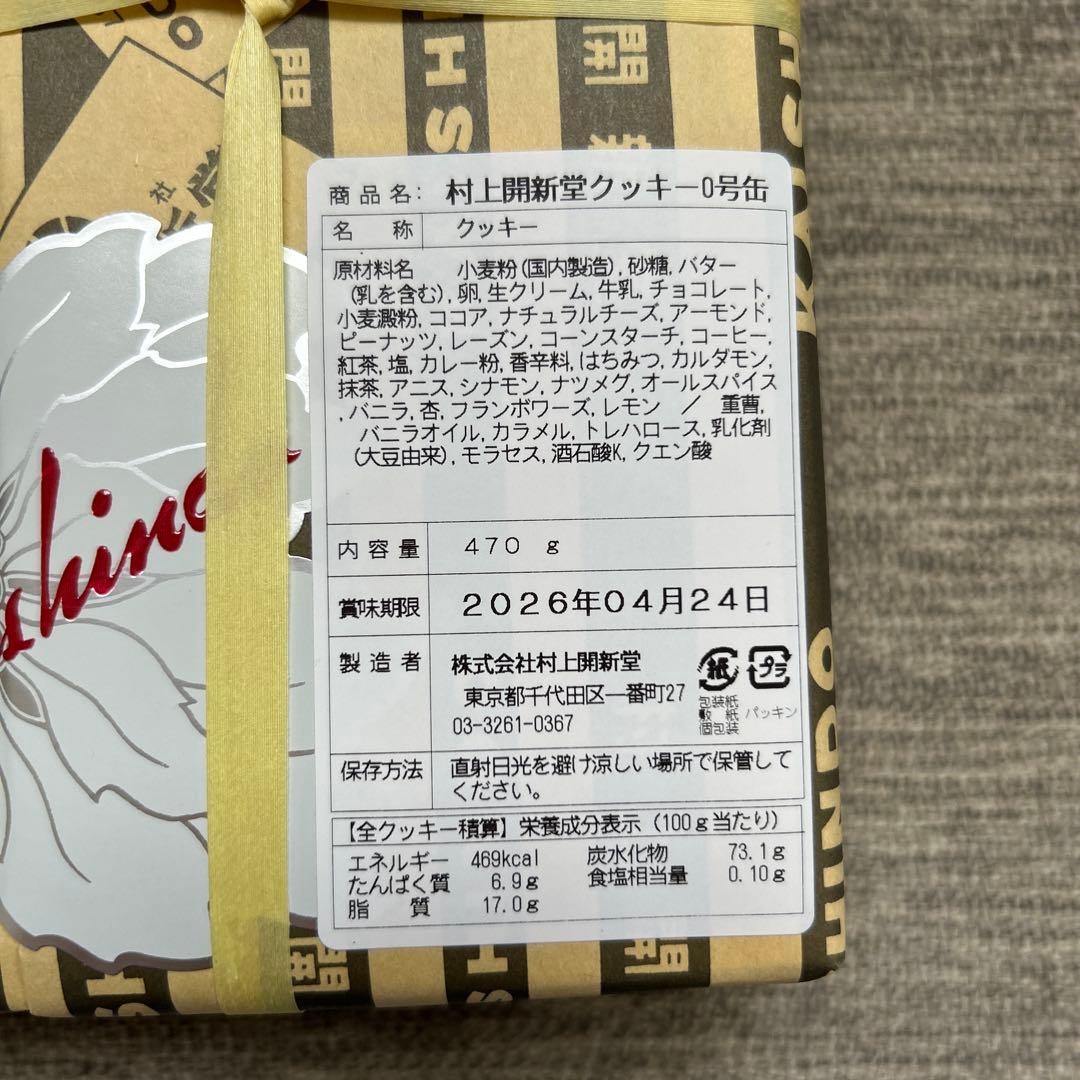 商品名: 村上開新堂クッキー0号缶
名 称 クッキー
原材料名 小麦粉(国内製造), 砂糖, バター
(乳を含む), 卵, 生クリーム, 牛乳, チョコレート,
小麦澱粉, ココア, ナチュラルチーズ, アーモンド,
ピーナッツ, レーズン, コーンスターチ, コーヒー,
紅茶, 塩, カレー粉, 香辛料, はちみつ, カルダモン,
抹茶, アニス, シナモン, ナツメグ, オールスパイス
, バニラ, 杏, フランボワーズ, レモン / 重曹,
バニラオイル, カラメル, トレハロース, 乳化剤
(大豆由来), モラセス, 酒石酸K, クエン酸
内容量 470 g
賞味期限 2026年04月24日
製造者 株式会社村上開新堂
東京都千代田区一番町27
03-3261-0367
紙 プラ
包装紙
敷 紙 パッキン
個包装
保存方法 直射日光を避け涼しい場所で保管して
ください。
【全クッキー積算】栄養成分表示(100g当たり)
エネルギー 469kcal 炭水化物 73.1g
たんぱく質 6.9g 食塩相当量 0.10g
脂 質 17.0g